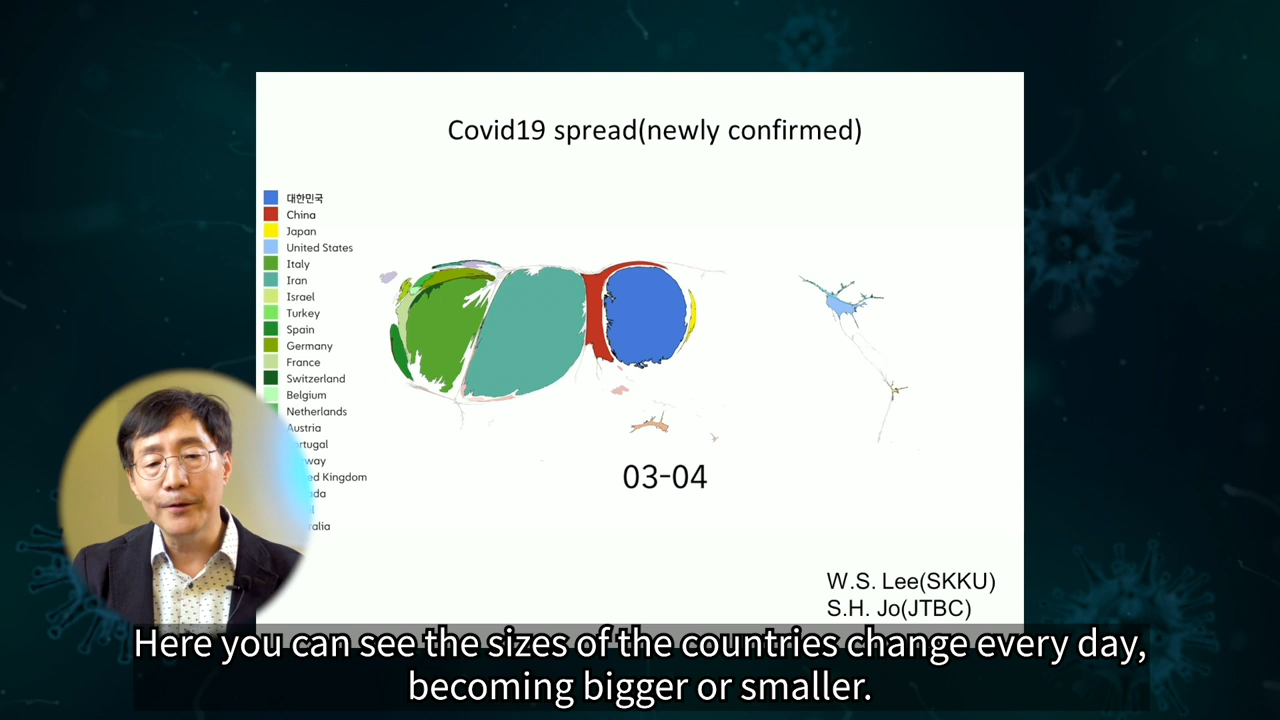 Covid19 spread(newly confirmed)
대한민국
China
Japan
United States
Italy
Iran
Israel
Turkey
Spain
Germany
France
Switzerland
Belgium
Netherlands
Austria
03-04
W.S. Lee(SKKU)
S.H. Jo(JTBC)
Here you can see the sizes of the countries change every day,
becoming bigger or smaller.